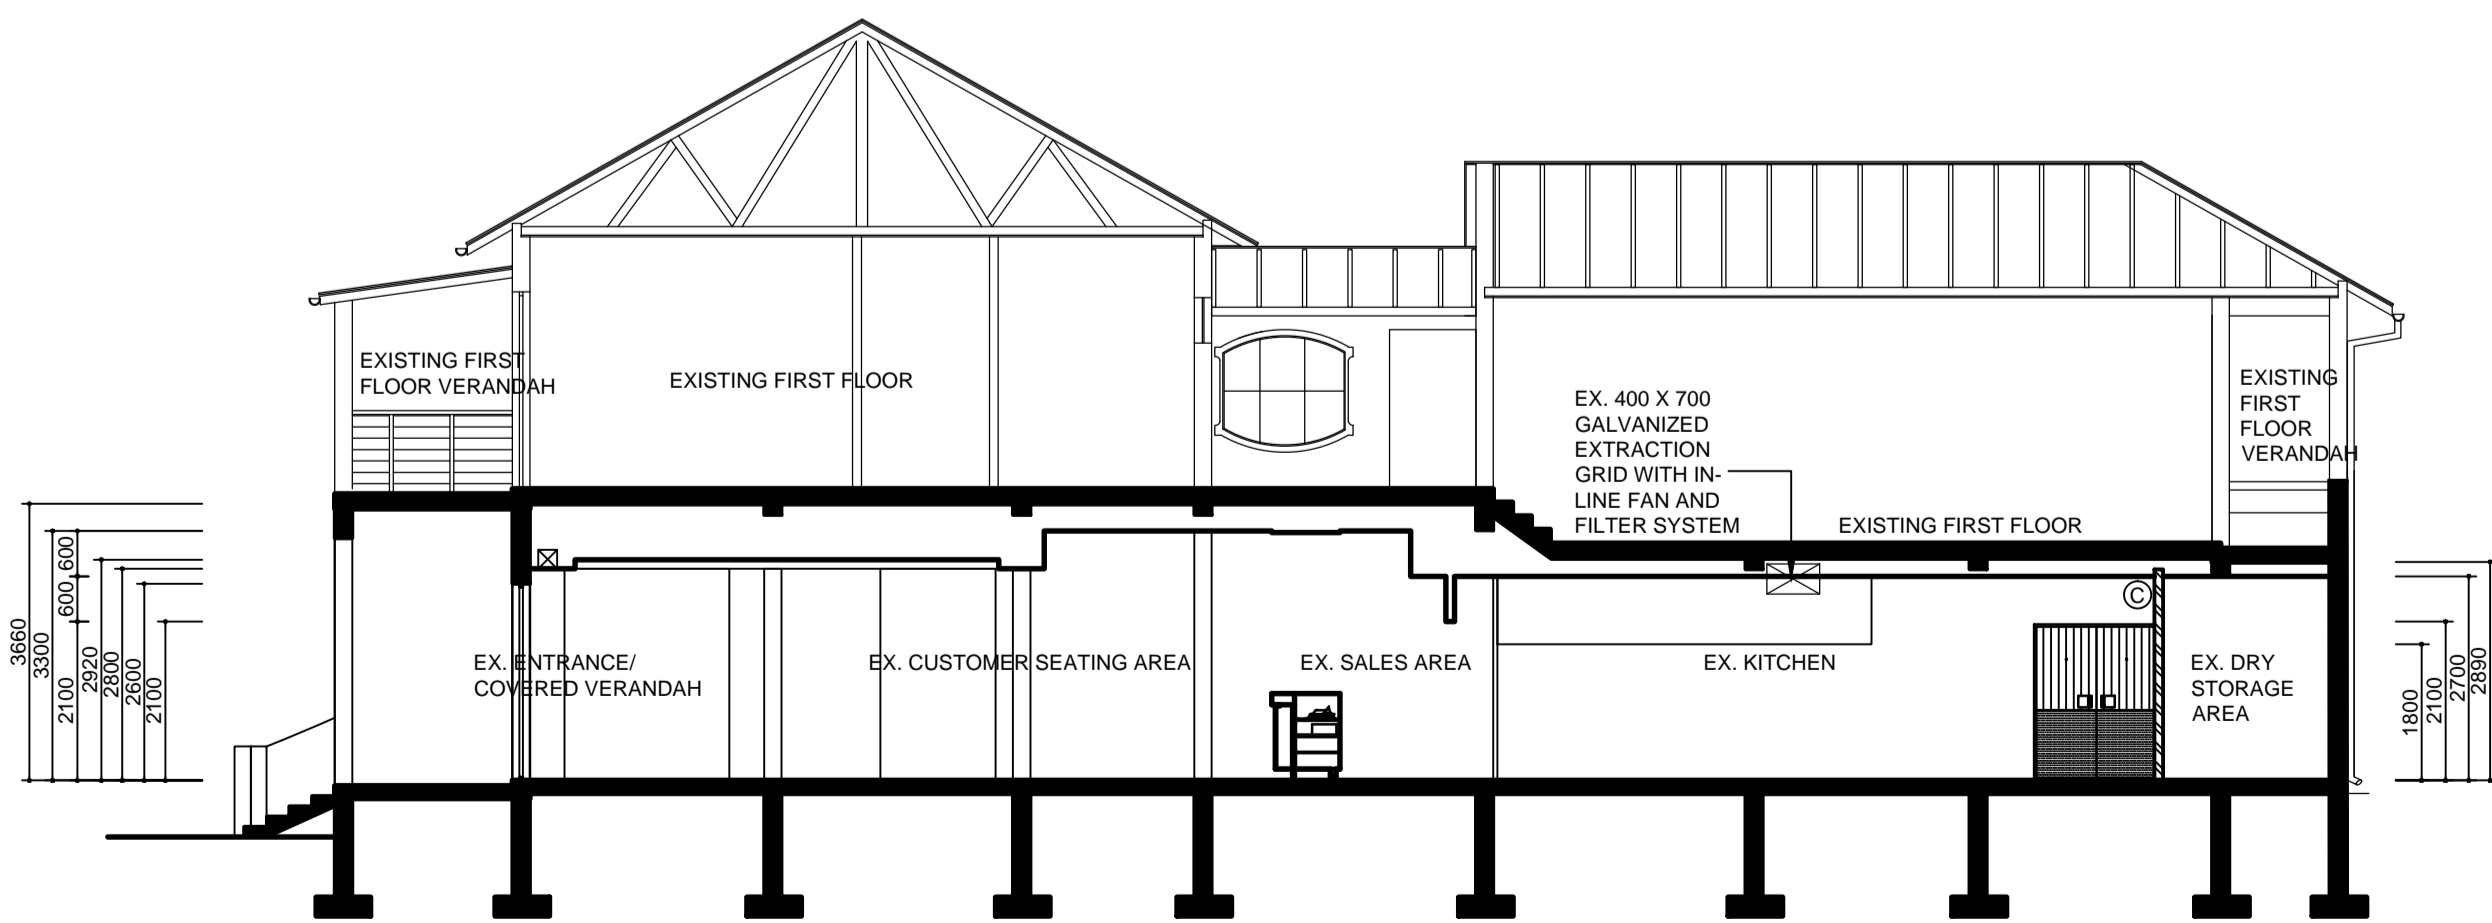 EXISTING FIRST
FLOOR VERANDAH
EXISTING FIRST FLOOR
EX. 400 X 700
GALVANIZED
EXTRACTION
GRID WITH IN-
LINE FAN AND
FILTER SYSTEM
EXISTING FIRST FLOOR
EXISTING
FIRST
FLOOR
VERANDAH
3660
3300
600
600
2100
2920
2800
2600
2100
EX. ENTRANCE/
COVERED VERANDAH
EX. CUSTOMER SEATING AREA
EX. SALES AREA
EX. KITCHEN
C
EX. DRY
STORAGE
AREA
1800
2100
2700
2890